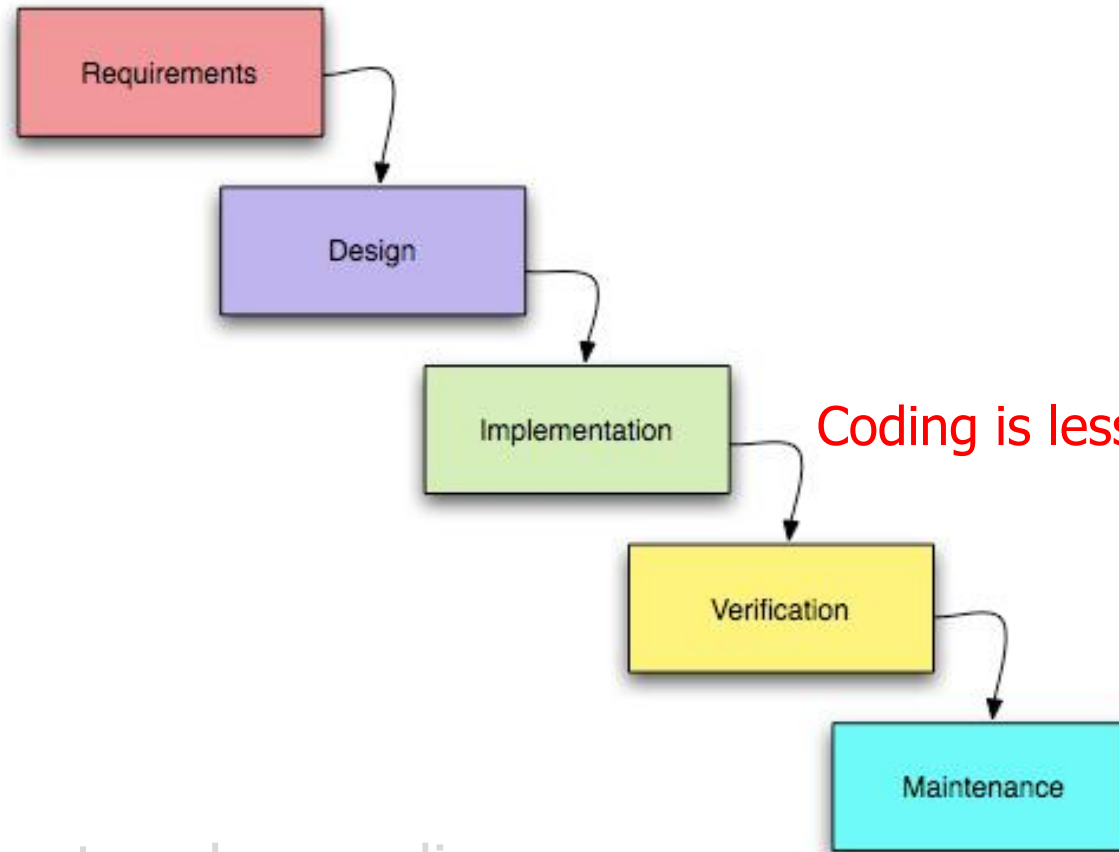 Requirements
Design
Implementation
Coding is less
Verification
Maintenance